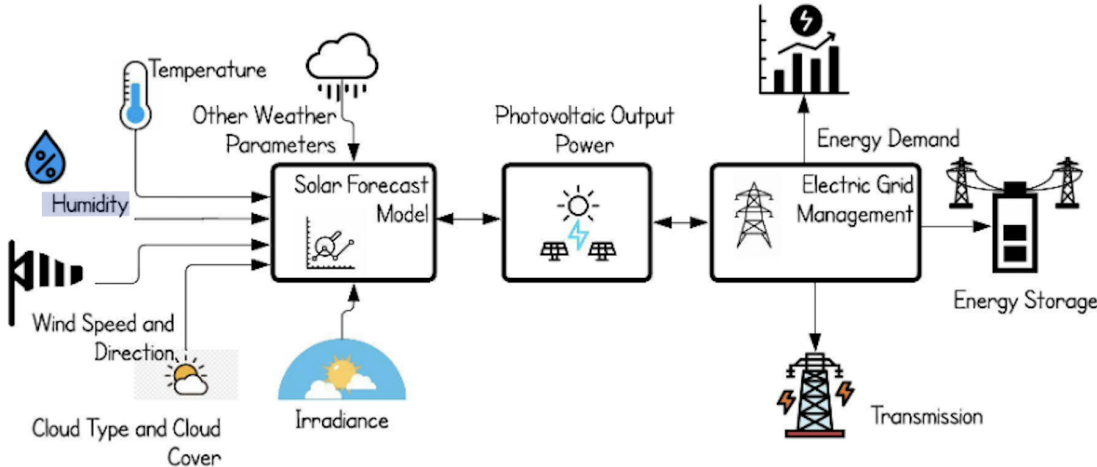 Temperature
Other Weather
Parameters
%
Humidity
Wind Speed and
Direction
Cloud Type and Cloud
Cover
Irradiance
Solar Forecast
Model
Photovoltaic Output
Power
Energy Demand
Electric Grid
Management
Energy Storage
Transmission